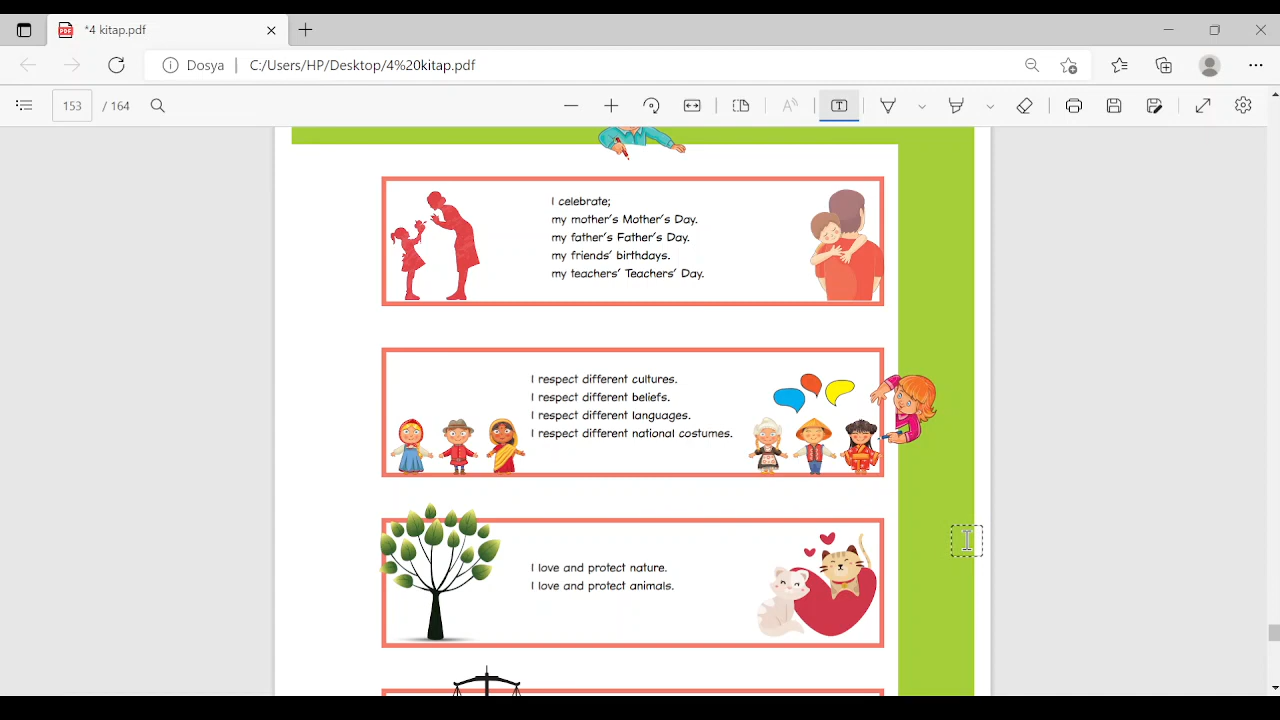 *4 kitap.pdf
Dosya | C:/Users/HP/Desktop/4%20kitap.pdf
153 / 164
I celebrate;
my mother's Mother's Day.
my father's Father's Day.
my friends' birthdays.
my teachers' Teachers' Day.
I respect different cultures.
I respect different beliefs.
I respect different languages.
I respect different national costumes.
I love and protect nature.
I love and protect animals.